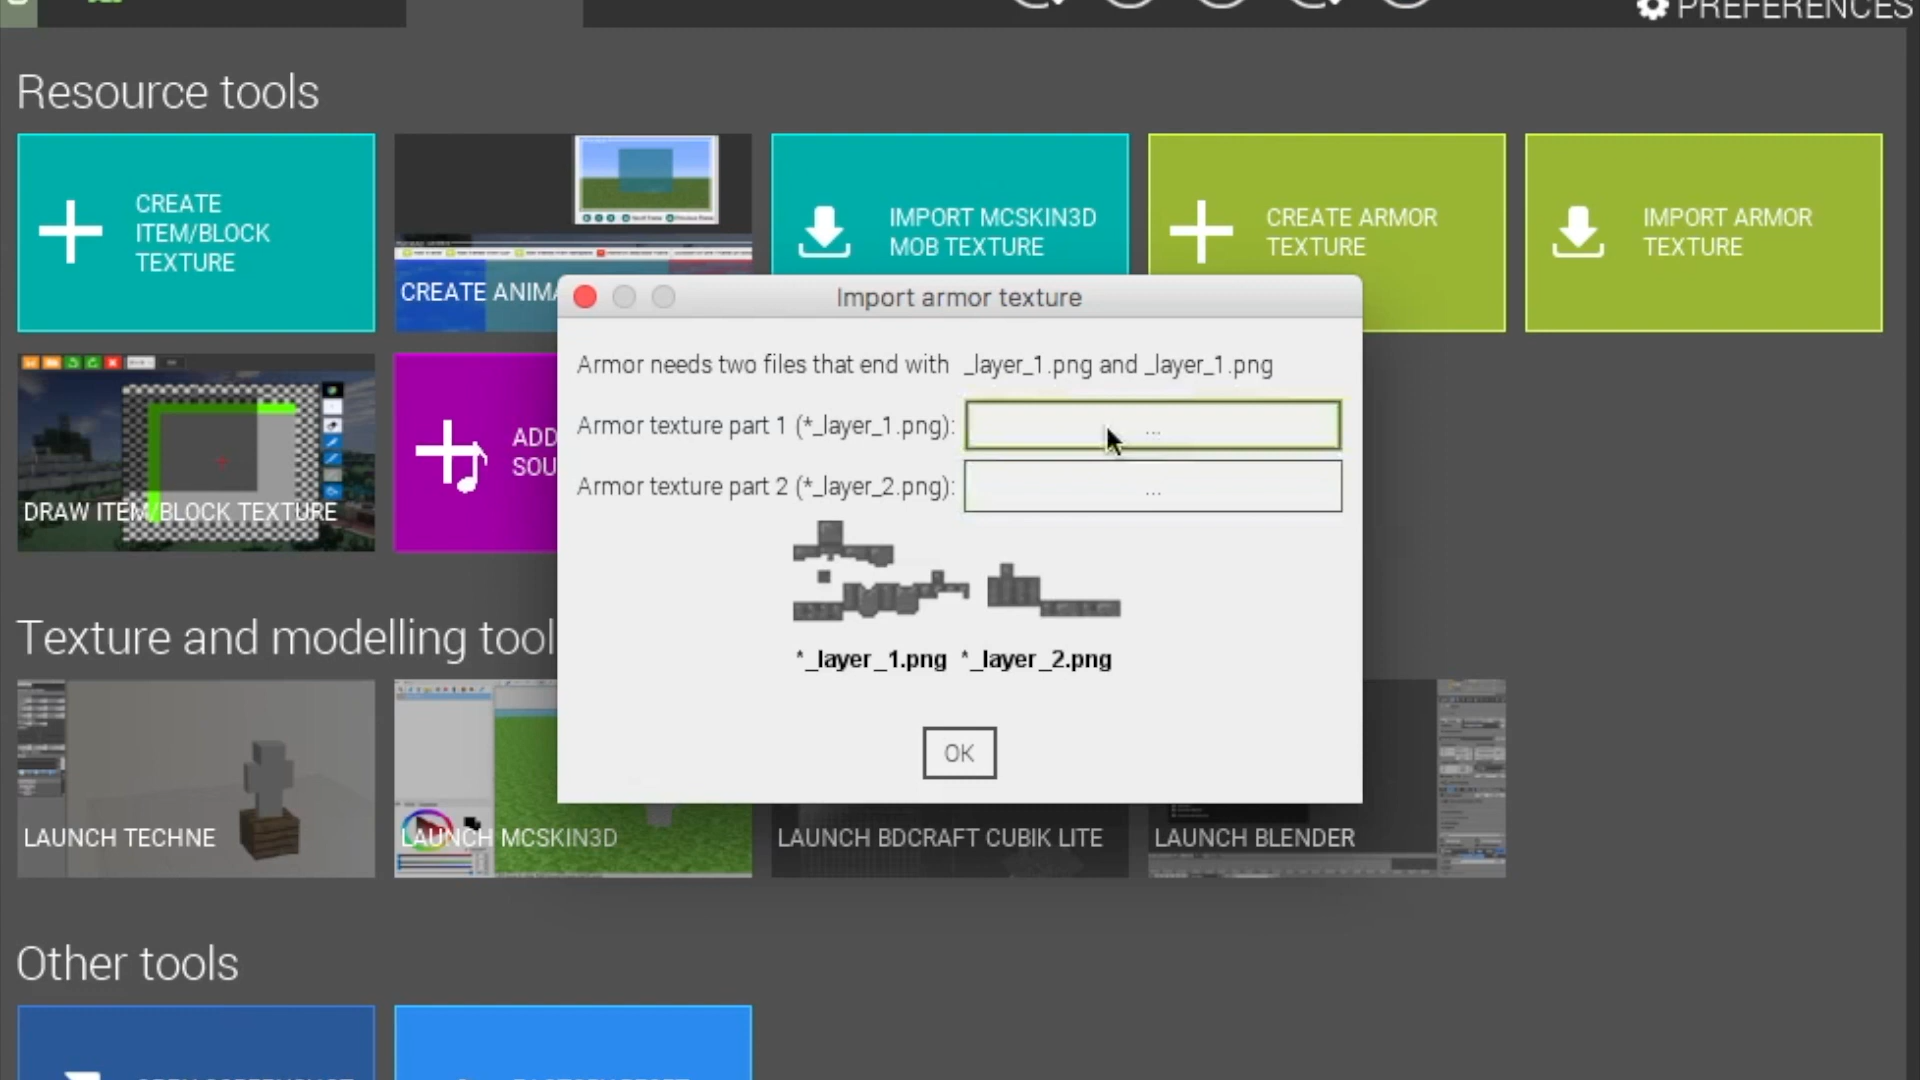 PREFERENCES
Resource tools
CREATE
ITEM/BLOCK
TEXTURE
CREATE ANIMA
IMPORT MCSKIN3D
MOB TEXTURE
CREATE ARMOR
TEXTURE
IMPORT ARMOR
TEXTURE
DRAW ITEM/BLOCK TEXTURE
ADD
SOU
Import armor texture
Armor needs two files that end with _layer_1.png and _layer_1.png
Armor texture part 1 (*_layer_1.png): ...
Armor texture part 2 (*_layer_2.png): ...
*_layer_1.png *_layer_2.png
OK
Texture and modelling tool
LAUNCH TECHNE
LAUNCH MCSKIN3D
LAUNCH BDCRAFT CUBIK LITE
LAUNCH BLENDER
Other tools